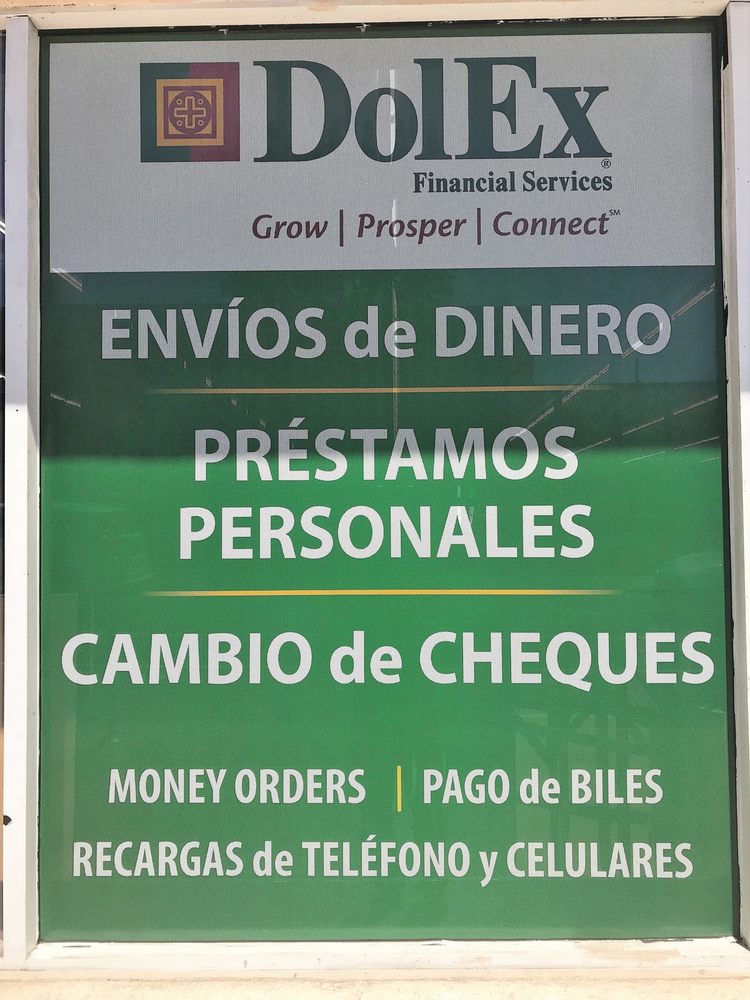 DolEx®
Financial Services
Grow | Prosper | Connect℠
ENVÍOS de DINERO
PRÉSTAMOS
PERSONALES
CAMBIO de CHEQUES
MONEY ORDERS | PAGO de BILES
RECARGAS de TELÉFONO y CELULARES